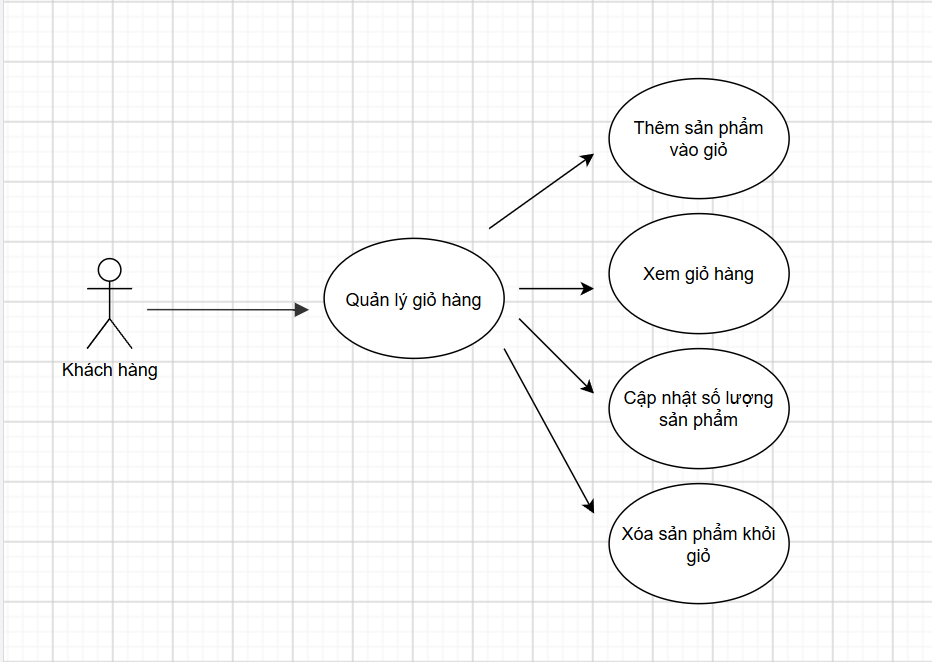 Thêm sản phẩm
vào giỏ
Xem giỏ hàng
Quản lý giỏ hàng
Khách hàng
Cập nhật số lượng
sản phẩm
Xóa sản phẩm khỏi
giỏ